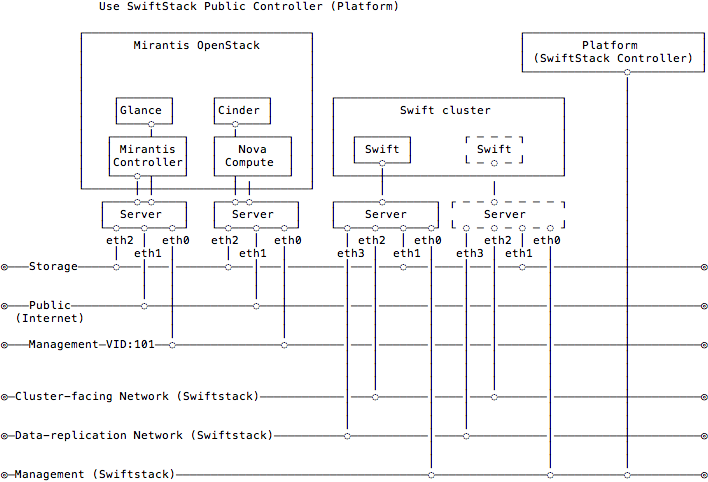 Use SwiftStack Public Controller (Platform)
Mirantis OpenStack
Platform
(SwiftStack Controller)
Glance
Cinder
Swift cluster
Mirantis
Controller
Nova
Compute
Swift
Swift
Server
Server
Server
Server
eth2
eth1
eth0
eth2
eth1
eth0
eth3
eth2
eth1
eth0
eth3
eth2
eth1
eth0
Storage
Public
(Internet)
Management VID:101
Cluster-facing Network (Swiftstack)
Data-replication Network (Swiftstack)
Management (Swiftstack)